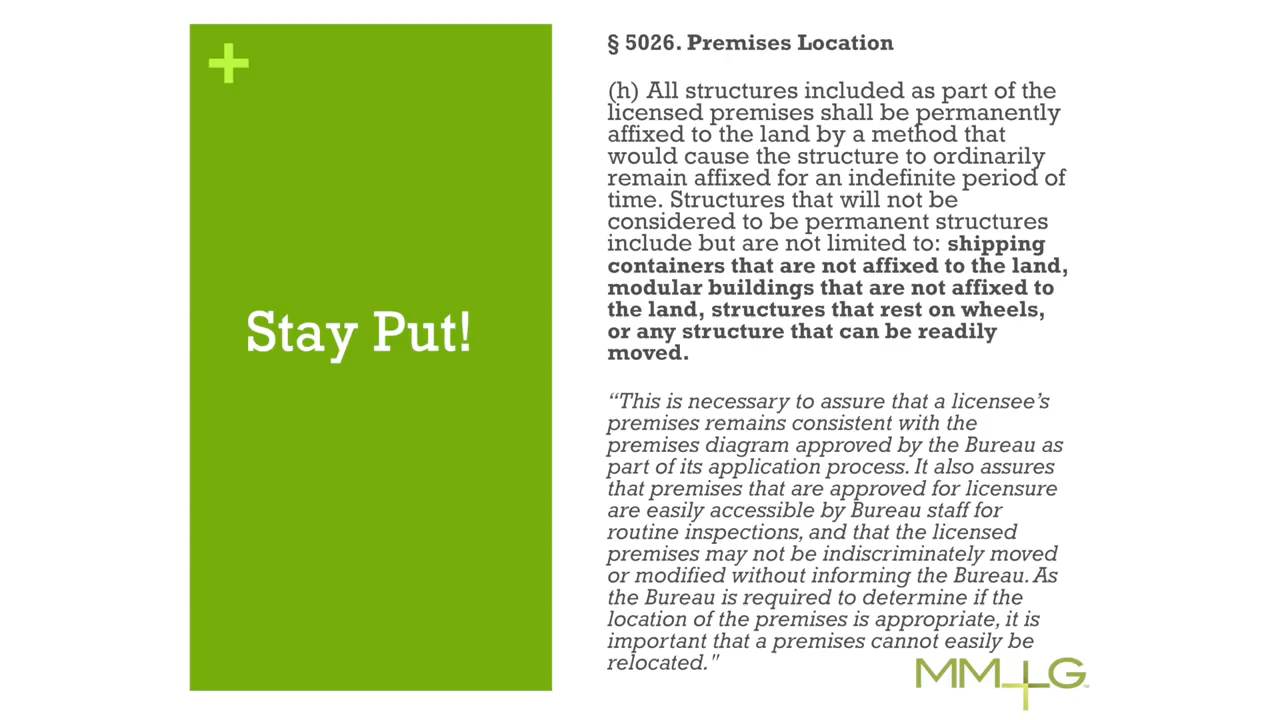 +
Stay Put!
§ 5026. Premises Location
(h) All structures included as part of the
licensed premises shall be permanently
affixed to the land by a method that
would cause the structure to ordinarily
remain affixed for an indefinite period of
time. Structures that will not be
considered to be permanent structures
include but are not limited to: shipping
containers that are not affixed to the land,
modular buildings that are not affixed to
the land, structures that rest on wheels,
or any structure that can be readily
moved.
“This is necessary to assure that a licensee’s
premises remains consistent with the
premises diagram approved by the Bureau as
part of its application process. It also assures
that premises that are approved for licensure
are easily accessible by Bureau staff for
routine inspections, and that the licensed
premises may not be indiscriminately moved
or modified without informing the Bureau. As
the Bureau is required to determine if the
location of the premises is appropriate, it is
important that a premises cannot easily be
relocated."
MMLG